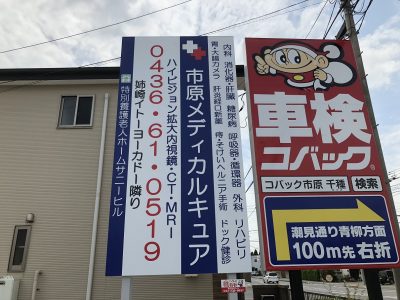 内科 消化器・肝臓 糖尿病 呼吸器・循環器 外科 リハビリ
胃・大腸カメラ 肝炎経口新薬 痔・そけいヘルニア手術 ドック健診
市原メディカルキュア
ハイビジョン拡大内視鏡・CT・MRI
0436・61・0519
姉崎イトーヨーカドー隣り
特別養護老人ホームサニーヒル
車検
コバック
コバック市原 千種 検索
潮見通り青柳方面
100m先右折